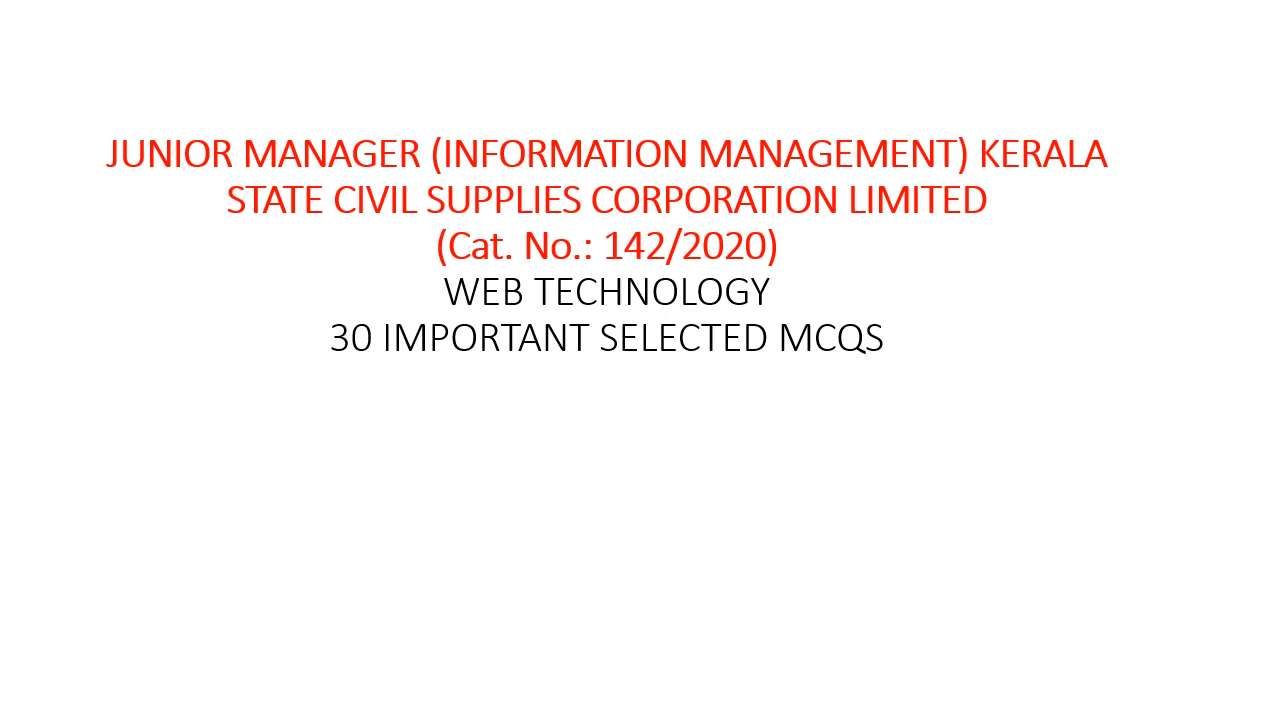 JUNIOR MANAGER (INFORMATION MANAGEMENT) KERALA
STATE CIVIL SUPPLIES CORPORATION LIMITED
(Cat. No.: 142/2020)
WEB TECHNOLOGY
30 IMPORTANT SELECTED MCQS